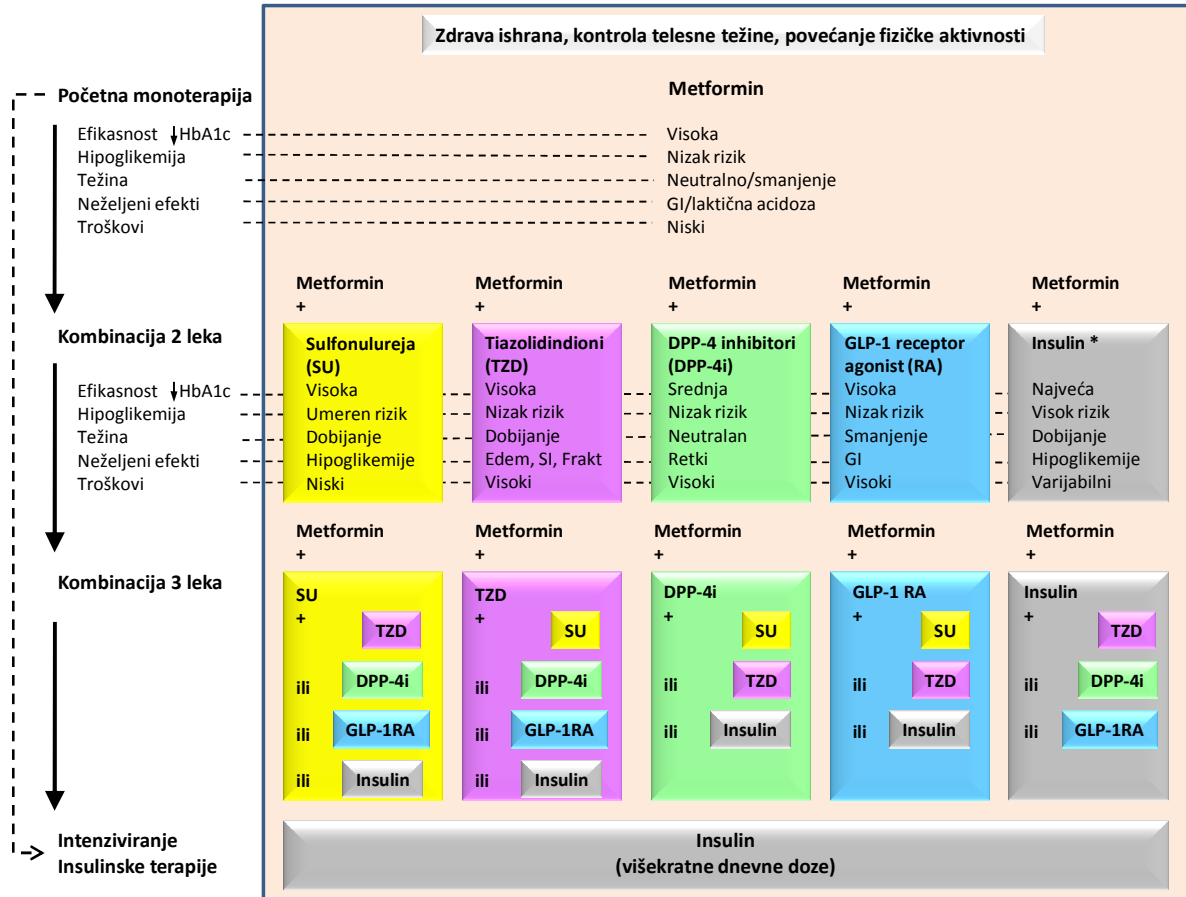 Zdrava ishrana, kontrola telesne težine, povećanje fizičke aktivnosti
Početna monoterapija
Metformin
Efikasnost ↓HbA1c Visoka
Hipoglikemija Nizak rizik
Težina Neutralno/smanjenje
Neželjeni efekti GI/laktična acidoza
Troškovi Niski
Metformin Metformin Metformin Metformin Metformin
+ + + + +
Kombinacija 2 leka
Sulfonulureja
(SU)
Tiazolidindioni
(TZD)
DPP-4 inhibitori
(DPP-4i)
GLP-1 receptor
agonist (RA)
Insulin *
Efikasnost ↓HbA1c Visoka Visoka Srednja Visoka Najveća
Hipoglikemija Umeren rizik Nizak rizik Nizak rizik Nizak rizik Visok rizik
Težina Dobijanje Dobijanje Neutralan Smanjenje Dobijanje
Neželjeni efekti Hipoglikemije Edem, SI, Frakt Retki GI Hipoglikemije
Troškovi Niski Visoki Visoki Visoki Varijabilni
Metformin Metformin Metformin Metformin Metformin
+ + + + +
Kombinacija 3 leka
SU TZD DPP-4i GLP-1 RA Insulin
+ TZD + SU + SU + SU + TZD
ili DPP-4i ili DPP-4i ili TZD ili TZD ili DPP-4i
ili GLP-1RA ili GLP-1RA ili Insulin ili Insulin ili GLP-1RA
ili Insulin ili Insulin
Intenziviranje
Insulinske terapije
Insulin
(višekratne dnevne doze)